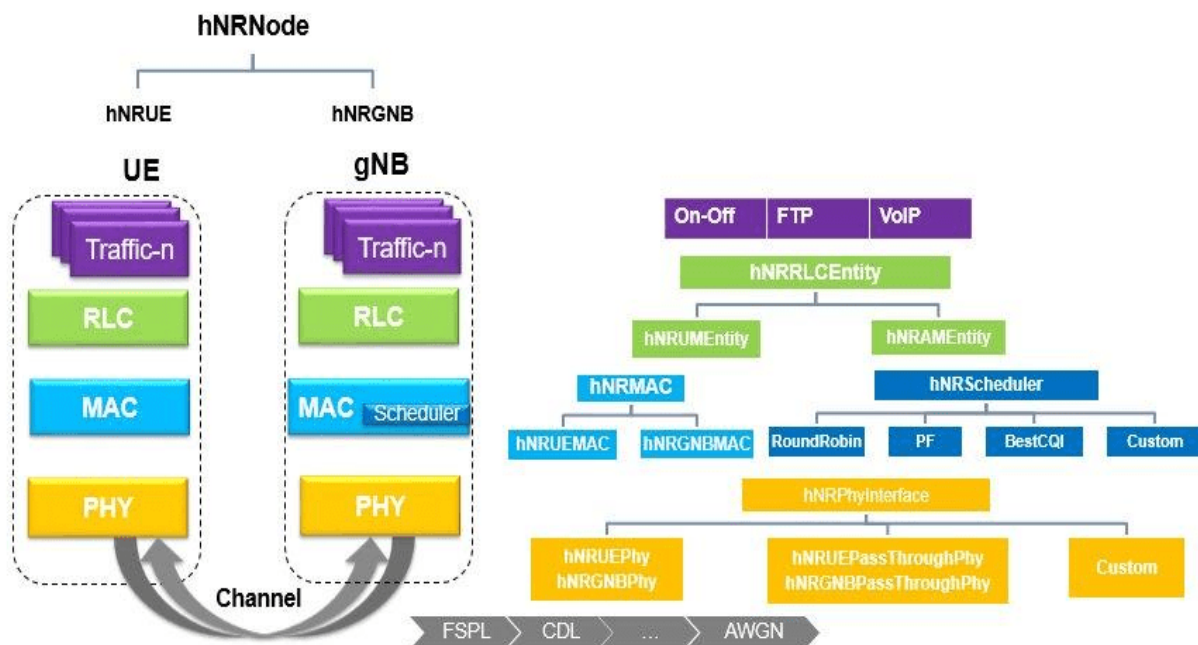 hNRNode
hNRUE
hNRGNB
UE
gNB
Traffic-n
Traffic-n
RLC
RLC
MAC
MAC
Scheduler
PHY
PHY
Channel
On-Off
FTP
VoIP
hNRRLCEntity
hNRUMEntity
hNRAMEntity
hNRMAC
hNRScheduler
hNRUEMAC
hNRGNBMAC
RoundRobin
PF
BestCQI
Custom
hNRPhyInterface
hNRUEPhy
hNRGNBPhy
hNRUEPassThroughPhy
hNRGNBPassThroughPhy
Custom
FSPL
CDL
...
AWGN